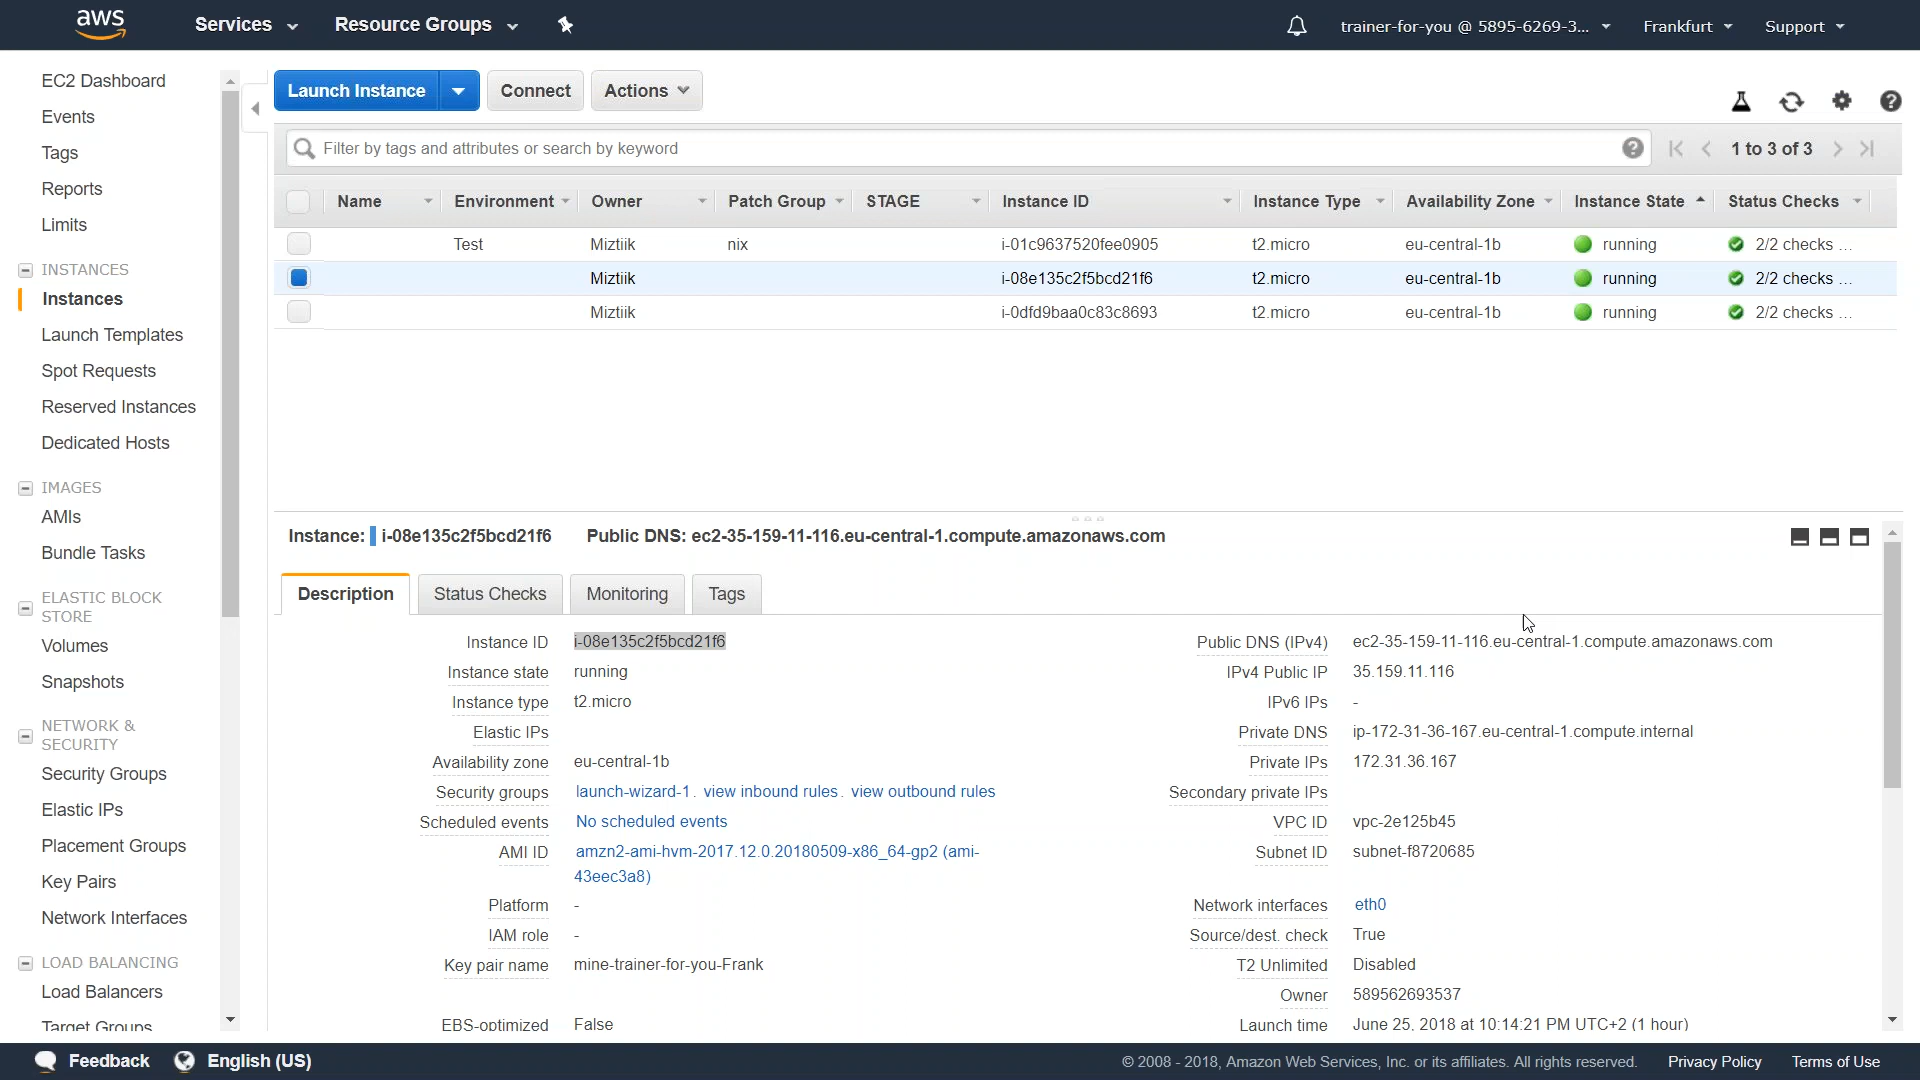 aws Services Resource Groups trainer-for-you @ 5895-6269-3... Frankfurt Support
EC2 Dashboard
Events
Tags
Reports
Limits
INSTANCES
Instances
Launch Templates
Spot Requests
Reserved Instances
Dedicated Hosts
IMAGES
AMIs
Bundle Tasks
ELASTIC BLOCK
STORE
Volumes
Snapshots
NETWORK &
SECURITY
Security Groups
Elastic IPs
Placement Groups
Key Pairs
Network Interfaces
LOAD BALANCING
Load Balancers
Target Groups
Launch Instance Connect Actions
Filter by tags and attributes or search by keyword 1 to 3 of 3
Name Environment Owner Patch Group STAGE Instance ID Instance Type Availability Zone Instance State Status Checks
Test Miztiik nix i-01c9637520fee0905 t2.micro eu-central-1b running 2/2 checks ...
Miztiik i-08e135c2f5bcd21f6 t2.micro eu-central-1b running 2/2 checks ...
Miztiik i-0dfd9baa0c83c8693 t2.micro eu-central-1b running 2/2 checks ...
Instance: i-08e135c2f5bcd21f6 Public DNS: ec2-35-159-11-116.eu-central-1.compute.amazonaws.com
Description Status Checks Monitoring Tags
Instance ID i-08e135c2f5bcd21f6
Instance state running
Instance type t2.micro
Elastic IPs
Availability zone eu-central-1b
Security groups launch-wizard-1. view inbound rules. view outbound rules
Scheduled events No scheduled events
AMI ID amzn2-ami-hvm-2017.12.0.20180509-x86_64-gp2 (ami-
43eec3a8)
Platform -
IAM role -
Key pair name mine-trainer-for-you-Frank
EBS-optimized False
Public DNS (IPv4) ec2-35-159-11-116.eu-central-1.compute.amazonaws.com
IPv4 Public IP 35.159.11.116
IPv6 IPs -
Private DNS ip-172-31-36-167.eu-central-1.compute.internal
Private IPs 172.31.36.167
Secondary private IPs
VPC ID vpc-2e125b45
Subnet ID subnet-f8720685
Network interfaces eth0
Source/dest. check True
T2 Unlimited Disabled
Owner 589562693537
Launch time June 25, 2018 at 10:14:21 PM UTC+2 (1 hour)
Feedback English (US) © 2008 - 2018, Amazon Web Services, Inc. or its affiliates. All rights reserved. Privacy Policy Terms of Use